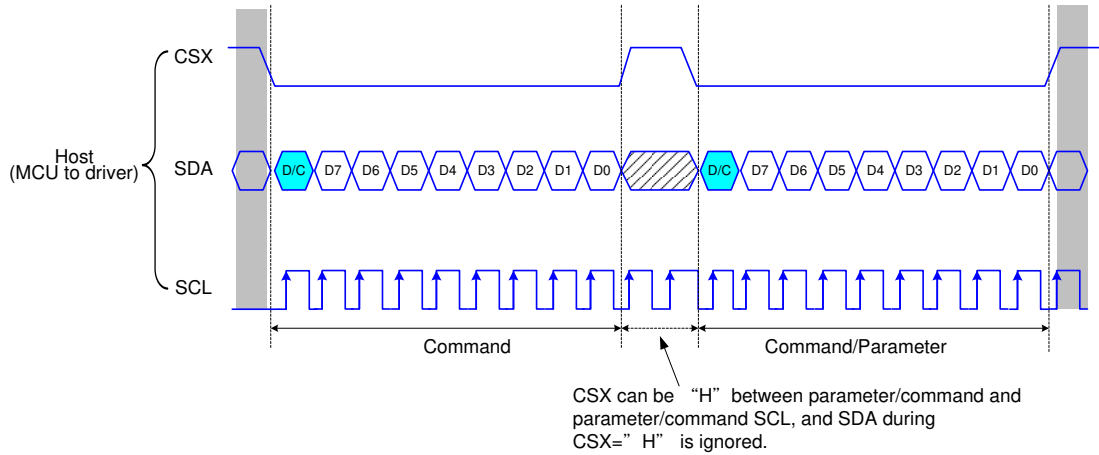 CSX
Host
(MCU to driver)
SDA
D/C D7 D6 D5 D4 D3 D2 D1 D0 D/C D7 D6 D5 D4 D3 D2 D1 D0
SCL
Command Command/Parameter
CSX can be “H” between parameter/command and
parameter/command SCL, and SDA during
CSX=”H” is ignored.